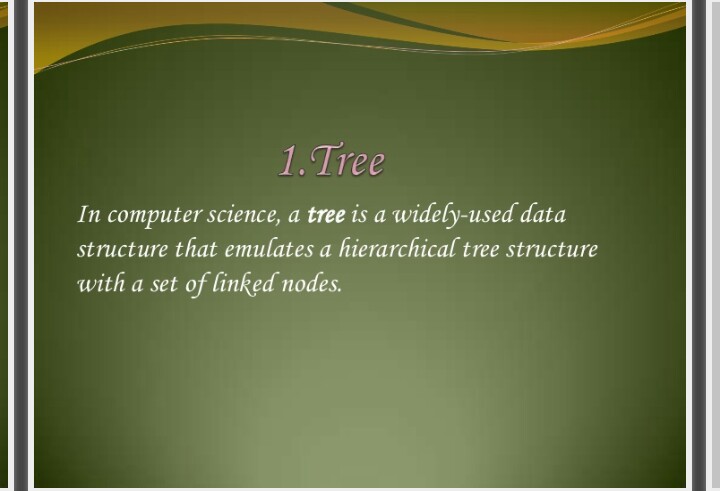 1.Tree
In computer science, a tree is a widely-used data
structure that emulates a hierarchical tree structure
with a set of linked nodes.